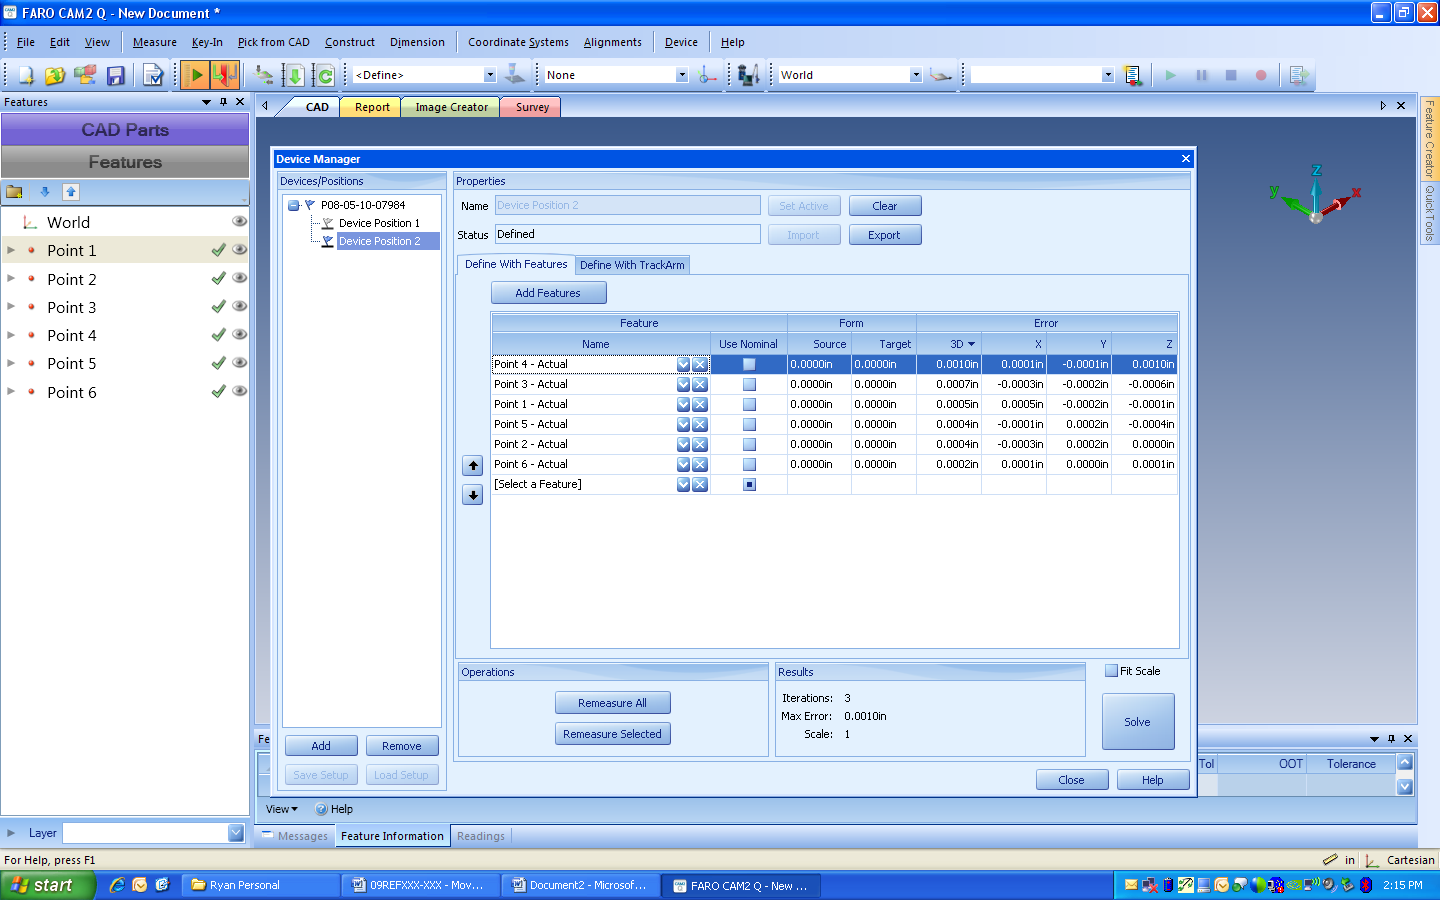 FARO CAM2 Q - New Document *
File Edit View Measure Key-In Pick from CAD Construct Dimension Coordinate Systems Alignments Device Help
<Define> None World
Features
CAD Report Image Creator Survey
CAD Parts
Features
World
Point 1
Point 2
Point 3
Point 4
Point 5
Point 6
Layer
Device Manager
Devices/Positions
P08-05-10-07984
Device Position 1
Device Position 2
Add Remove
Save Setup Load Setup
Properties
Name Device Position 2 Set Active Clear
Status Defined Import Export
Define With Features Define With TrackArm
Add Features
Feature Form Error
Name Use Nominal Source Target 3D X Y Z
Point 4 - Actual 0.0000in 0.0000in 0.0010in 0.0001in -0.0001in 0.0010in
Point 3 - Actual 0.0000in 0.0000in 0.0007in -0.0003in -0.0002in -0.0006in
Point 1 - Actual 0.0000in 0.0000in 0.0005in 0.0005in -0.0002in -0.0001in
Point 5 - Actual 0.0000in 0.0000in 0.0004in -0.0001in 0.0002in -0.0004in
Point 2 - Actual 0.0000in 0.0000in 0.0004in -0.0003in 0.0002in 0.0000in
Point 6 - Actual 0.0000in 0.0000in 0.0002in 0.0001in 0.0000in 0.0001in
[Select a Feature]
Operations
Remeasure All
Remeasure Selected
Results
Iterations: 3
Max Error: 0.0010in
Scale: 1
Fit Scale
Solve
Close Help
z
y
x
Feature Creator
QuickTools
Fe
Tol OOT Tolerance
View Help
Messages Feature Information Readings
For Help, press F1
in Cartesian
start Ryan Personal 09REFXXX-XXX - Mov... Document2 - Microsof... FARO CAM2 Q - New ... 2:15 PM